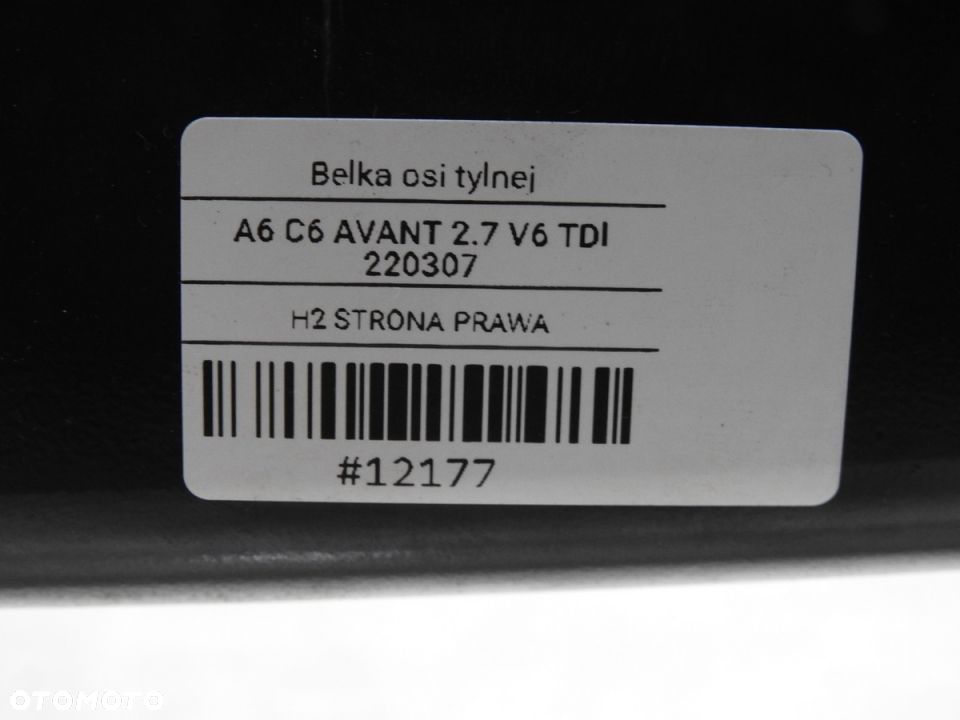 Belka osi tylnej
A6 C6 AVANT 2.7 V6 TDI
220307
H2 STRONA PRAWA
#12177
OTOMOTO